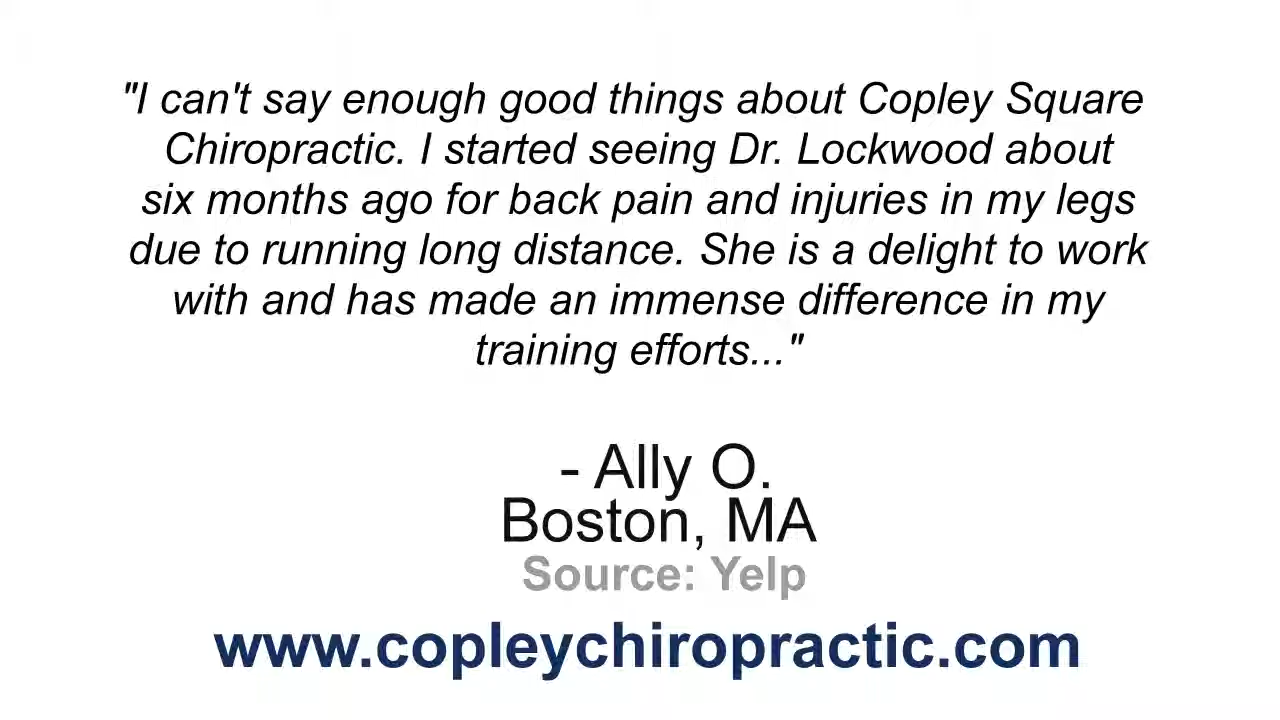 "I can't say enough good things about Copley Square
Chiropractic. I started seeing Dr. Lockwood about
six months ago for back pain and injuries in my legs
due to running long distance. She is a delight to work
with and has made an immense difference in my
training efforts..."
- Ally O.
Boston, MA
Source: Yelp
www.copleychiropractic.com